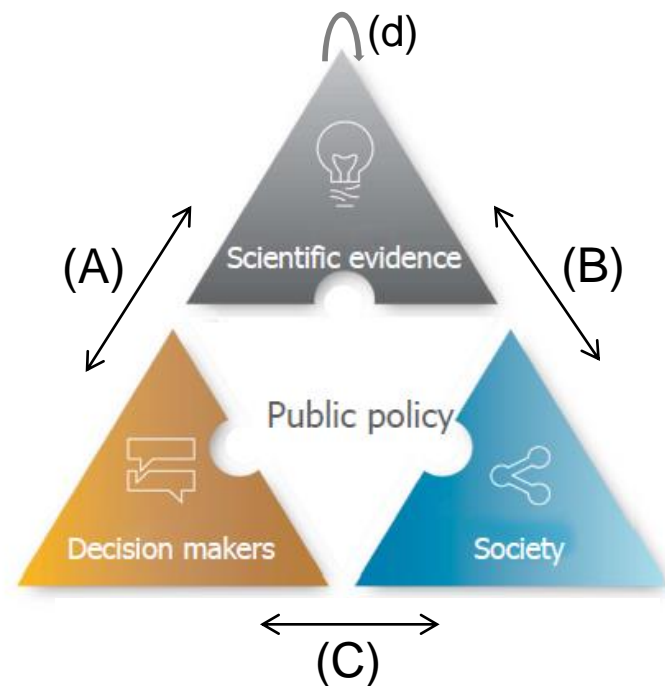 (d)
Scientific evidence
(A)
(B)
Public policy
Decision makers
Society
(C)